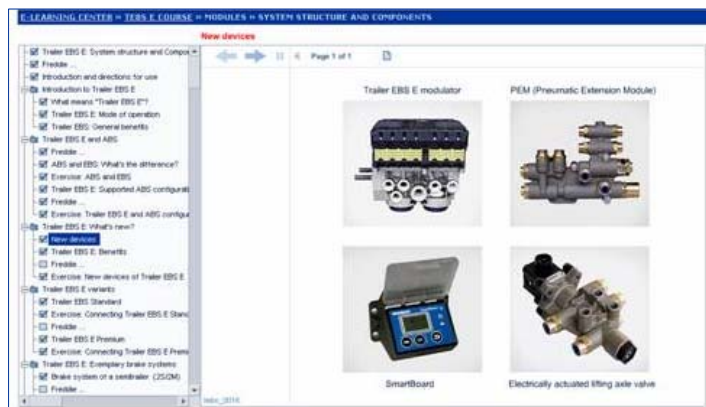 E-LEARNING CENTER » TEBS E COURSE » MODULES » SYSTEM STRUCTURE AND COMPONENTS
New devices
Page 1 of 1
Trailer EBS E: System structure and Compo
Freddie ...
Introduction and directions for use
Introduction to Trailer EBS E
What means "Trailer EBS E"?
Trailer EBS E: Mode of operation
Trailer EBS: General benefits
Trailer EBS E and ABS
Freddie ...
ABS and EBS: What's the difference?
Exercise: ABS and EBS
Trailer EBS E: Supported ABS configurati
Freddie ...
Exercise: Trailer EBS E and ABS configur
Trailer EBS E: What's new?
New devices
Trailer EBS E: Benefits
Freddie ...
Exercise: New devices of Trailer EBS E
Trailer EBS E variants
Trailer EBS Standard
Exercise: Connecting Trailer EBS E Stand
Freddie ...
Trailer EBS E Premium
Exercise: Connecting Trailer EBS E Premi
Trailer EBS E: Exemplary brake systems
Brake system of a semitrailer (2S/2M)
Freddie ...
Trailer EBS E modulator
PEM (Pneumatic Extension Module)
SmartBoard
Electrically actuated lifting axle valve